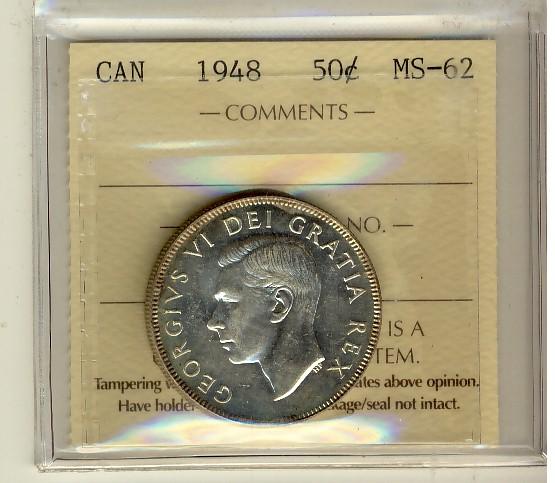 CAN 1948 50¢ MS-62
— COMMENTS —
NO. —
GEORGIVS VI DEI GRATIA REX
IS A
TEM.
Tampering ates above opinion.
Have holder kage/seal not intact.